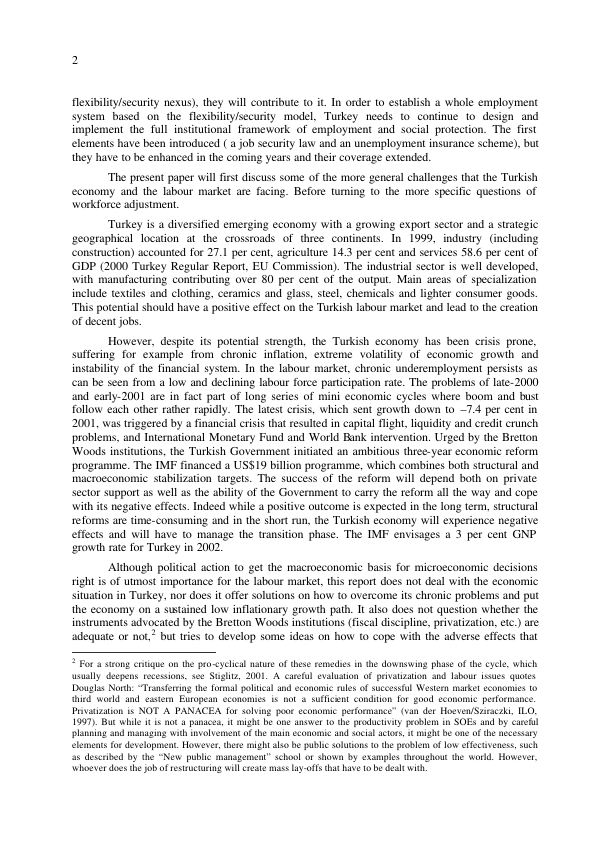 2
flexibility/security nexus), they will contribute to it. In order to establish a whole employment
system based on the flexibility/security model, Turkey needs to continue to design and
implement the full institutional framework of employment and social protection. The first
elements have been introduced ( a job security law and an unemployment insurance scheme), but
they have to be enhanced in the coming years and their coverage extended.
The present paper will first discuss some of the more general challenges that the Turkish
economy and the labour market are facing. Before turning to the more specific questions of
workforce adjustment.
Turkey is a diversified emerging economy with a growing export sector and a strategic
geographical location at the crossroads of three continents. In 1999, industry (including
construction) accounted for 27.1 per cent, agriculture 14.3 per cent and services 58.6 per cent of
GDP (2000 Turkey Regular Report, EU Commission). The industrial sector is well developed,
with manufacturing contributing over 80 per cent of the output. Main areas of specialization
include textiles and clothing, ceramics and glass, steel, chemicals and lighter consumer goods.
This potential should have a positive effect on the Turkish labour market and lead to the creation
of decent jobs.
However, despite its potential strength, the Turkish economy has been crisis prone,
suffering for example from chronic inflation, extreme volatility of economic growth and
instability of the financial system. In the labour market, chronic underemployment persists as
can be seen from a low and declining labour force participation rate. The problems of late-2000
and early-2001 are in fact part of long series of mini economic cycles where boom and bust
follow each other rather rapidly. The latest crisis, which sent growth down to –7.4 per cent in
2001, was triggered by a financial crisis that resulted in capital flight, liquidity and credit crunch
problems, and International Monetary Fund and World Bank intervention. Urged by the Bretton
Woods institutions, the Turkish Government initiated an ambitious three-year economic reform
programme. The IMF financed a US$19 billion programme, which combines both structural and
macroeconomic stabilization targets. The success of the reform will depend both on private
sector support as well as the ability of the Government to carry the reform all the way and cope
with its negative effects. Indeed while a positive outcome is expected in the long term, structural
reforms are time-consuming and in the short run, the Turkish economy will experience negative
effects and will have to manage the transition phase. The IMF envisages a 3 per cent GNP
growth rate for Turkey in 2002.
Although political action to get the macroeconomic basis for microeconomic decisions
right is of utmost importance for the labour market, this report does not deal with the economic
situation in Turkey, nor does it offer solutions on how to overcome its chronic problems and put
the economy on a sustained low inflationary growth path. It also does not question whether the
instruments advocated by the Bretton Woods institutions (fiscal discipline, privatization, etc.) are
adequate or not,2 but tries to develop some ideas on how to cope with the adverse effects that
2 For a strong critique on the pro-cyclical nature of these remedies in the downswing phase of the cycle, which
usually deepens recessions, see Stiglitz, 2001. A careful evaluation of privatization and labour issues quotes
Douglas North: “Transferring the formal political and economic rules of successful Western market economies to
third world and eastern European economies is not a sufficient condition for good economic performance.
Privatization is NOT A PANACEA for solving poor economic performance” (van der Hoeven/Sziraczki, ILO,
1997). But while it is not a panacea, it might be one answer to the productivity problem in SOEs and by careful
planning and managing with involvement of the main economic and social actors, it might be one of the necessary
elements for development. However, there might also be public solutions to the problem of low effectiveness, such
as described by the “New public management” school or shown by examples throughout the world. However,
whoever does the job of restructuring will create mass lay-offs that have to be dealt with.